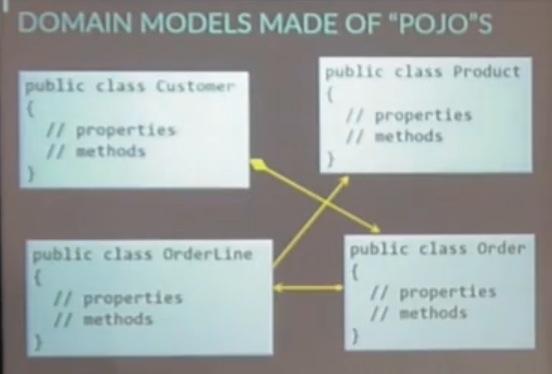 DOMAIN MODELS MADE OF “POJO”S
public class Customer
{
// properties
// methods
}
public class Product
{
// properties
// methods
}
public class OrderLine
{
// properties
// methods
}
public class Order
{
// properties
// methods
}